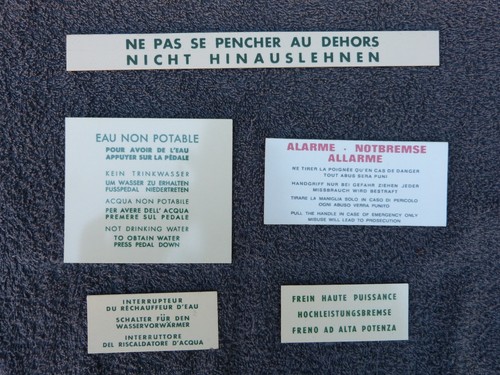 NE PAS SE PENCHER AU DEHORS
NICHT HINAUSLEHNEN
EAU NON POTABLE
POUR AVOIR DE L'EAU
APPUYER SUR LA PÉDALE
KEIN TRINKWASSER
UM WASSER ZU ERHALTEN
FUSSPEDAL NIEDERTRETEN
ACQUA NON POTABILE
PER AVERE DELL' ACQUA
PREMERE SUL PEDALE
NOT DRINKING WATER
TO OBTAIN WATER
PRESS PEDAL DOWN
ALARME - NOTBREMSE
ALLARME
NE TIRER LA POIGNÉE QU'EN CAS DE DANGER
TOUT ABUS SERA PUNI
HANDGRIFF NUR BEI GEFAHR ZIEHEN JEDER
MISSBRAUCH WIRD BESTRAFT
TIRARE LA MANIGLIA SOLO IN CASO DI PERICOLO
OGNI ABUSO VERRA PUNITO
PULL THE HANDLE IN CASE OF EMERGENCY ONLY
MISUSE WILL LEAD TO PROSECUTION
INTERRUPTEUR
DU RÉCHAUFFEUR D'EAU
SCHALTER FÜR DEN
WASSERVORWÄRMER
INTERRUTTORE
DEL RISCALDATORE D'ACQUA
FREIN HAUTE PUISSANCE
HOCHLEISTUNGSBREMSE
FRENO AD ALTA POTENZA